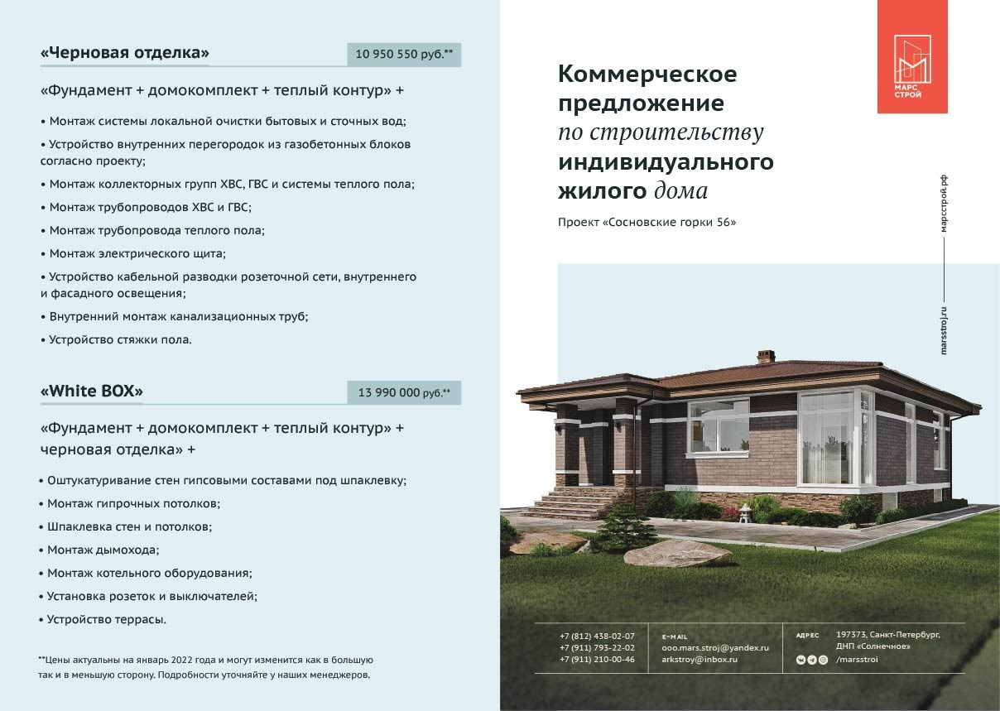 «Черновая отделка»
10 950 550 руб.**
«Фундамент + домокомплект + теплый контур» +
• Монтаж системы локальной очистки бытовых и сточных вод;
• Устройство внутренних перегородок из газобетонных блоков
согласно проекту;
• Монтаж коллекторных групп ХВС, ГВС и системы теплого пола;
• Монтаж трубопроводов ХВС и ГВС;
• Монтаж трубопровода теплого пола;
• Монтаж электрического щита;
• Устройство кабельной разводки розеточной сети, внутреннего
и фасадного освещения;
• Внутренний монтаж канализационных труб;
• Устройство стяжки пола.
«White BOX»
13 990 000 руб.**
«Фундамент + домокомплект + теплый контур» +
черновая отделка» +
• Оштукатуривание стен гипсовыми составами под шпаклевку;
• Монтаж гипрочных потолков;
• Шпаклевка стен и потолков;
• Монтаж дымохода;
• Монтаж котельного оборудования;
• Установка розеток и выключателей;
• Устройство террасы.
**Цены актуальны на январь 2022 года и могут изменится как в большую
так и в меньшую сторону. Подробности уточняйте у наших менеджеров.
МАРС
СТРОЙ
Коммерческое
предложение
по строительству
индивидуального
жилого дома
Проект «Сосновские горки 56»
marsstroj.ru
марсстрой.рф
+7 (812) 438-02-07
+7 (911) 793-22-02
+7 (911) 210-00-46
E-MAIL
ooo.mars.stroj@yandex.ru
arkstroy@inbox.ru
АДРЕС
197373, Санкт-Петербург,
ДНП «Солнечное»
/marsstroi